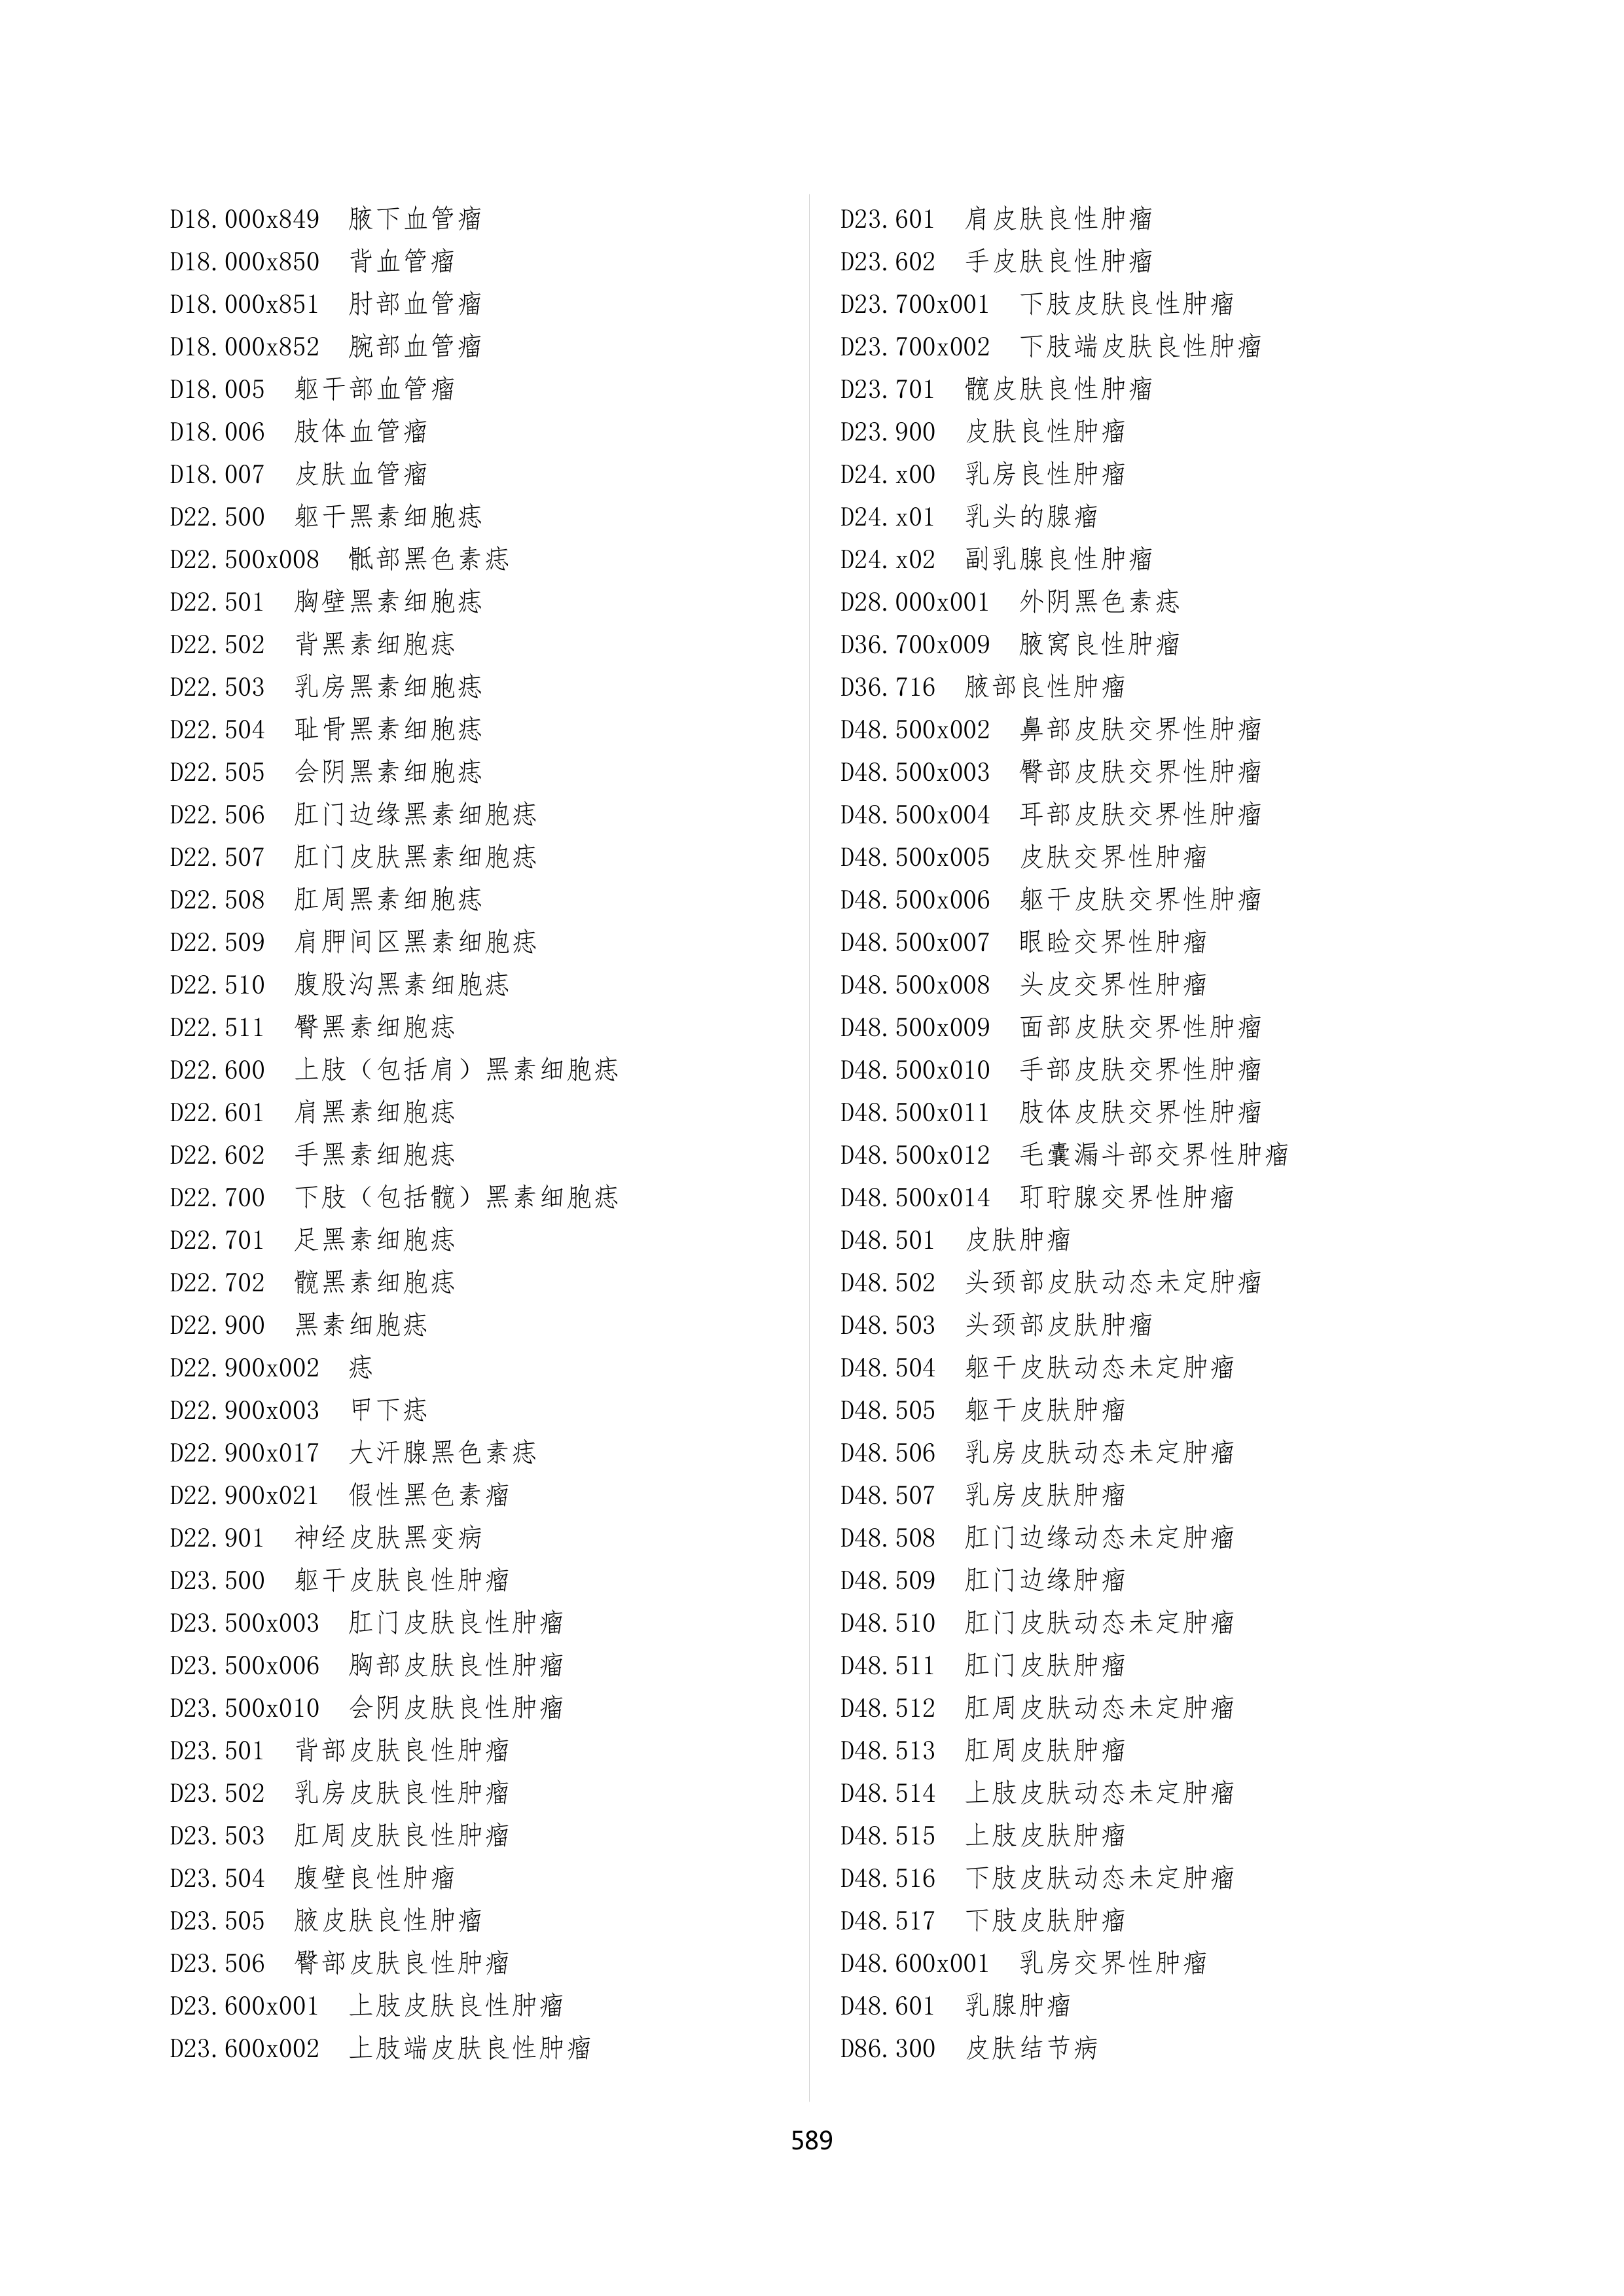 D18.000x849 腋下血管瘤
D18.000x850 背血管瘤
D18.000x851 肘部血管瘤
D18.000x852 腕部血管瘤
D18.005 躯干部血管瘤
D18.006 肢体血管瘤
D18.007 皮肤血管瘤
D22.500 躯干黑素细胞痣
D22.500x008 骶部黑色素痣
D22.501 胸壁黑素细胞痣
D22.502 背黑素细胞痣
D22.503 乳房黑素细胞痣
D22.504 耻骨黑素细胞痣
D22.505 会阴黑素细胞痣
D22.506 肛门边缘黑素细胞痣
D22.507 肛门皮肤黑素细胞痣
D22.508 肛周黑素细胞痣
D22.509 肩胛间区黑素细胞痣
D22.510 腹股沟黑素细胞痣
D22.511 臀黑素细胞痣
D22.600 上肢（包括肩）黑素细胞痣
D22.601 肩黑素细胞痣
D22.602 手黑素细胞痣
D22.700 下肢（包括髋）黑素细胞痣
D22.701 足黑素细胞痣
D22.702 髋黑素细胞痣
D22.900 黑素细胞痣
D22.900x002 痣
D22.900x003 甲下痣
D22.900x017 大汗腺黑色素痣
D22.900x021 假性黑色素瘤
D22.901 神经皮肤黑变病
D23.500 躯干皮肤良性肿瘤
D23.500x003 肛门皮肤良性肿瘤
D23.500x006 胸部皮肤良性肿瘤
D23.500x010 会阴皮肤良性肿瘤
D23.501 背部皮肤良性肿瘤
D23.502 乳房皮肤良性肿瘤
D23.503 肛周皮肤良性肿瘤
D23.504 腹壁良性肿瘤
D23.505 腋皮肤良性肿瘤
D23.506 臀部皮肤良性肿瘤
D23.600x001 上肢皮肤良性肿瘤
D23.600x002 上肢端皮肤良性肿瘤
D23.601 肩皮肤良性肿瘤
D23.602 手皮肤良性肿瘤
D23.700x001 下肢皮肤良性肿瘤
D23.700x002 下肢端皮肤良性肿瘤
D23.701 髋皮肤良性肿瘤
D23.900 皮肤良性肿瘤
D24.x00 乳房良性肿瘤
D24.x01 乳头的腺瘤
D24.x02 副乳腺良性肿瘤
D28.000x001 外阴黑色素痣
D36.700x009 腋窝良性肿瘤
D36.716 腋部良性肿瘤
D48.500x002 鼻部皮肤交界性肿瘤
D48.500x003 臀部皮肤交界性肿瘤
D48.500x004 耳部皮肤交界性肿瘤
D48.500x005 皮肤交界性肿瘤
D48.500x006 躯干皮肤交界性肿瘤
D48.500x007 眼睑交界性肿瘤
D48.500x008 头皮交界性肿瘤
D48.500x009 面部皮肤交界性肿瘤
D48.500x010 手部皮肤交界性肿瘤
D48.500x011 肢体皮肤交界性肿瘤
D48.500x012 毛囊漏斗部交界性肿瘤
D48.500x014 耵聍腺交界性肿瘤
D48.501 皮肤肿瘤
D48.502 头颈部皮肤动态未定肿瘤
D48.503 头颈部皮肤肿瘤
D48.504 躯干皮肤动态未定肿瘤
D48.505 躯干皮肤肿瘤
D48.506 乳房皮肤动态未定肿瘤
D48.507 乳房皮肤肿瘤
D48.508 肛门边缘动态未定肿瘤
D48.509 肛门边缘肿瘤
D48.510 肛门皮肤动态未定肿瘤
D48.511 肛门皮肤肿瘤
D48.512 肛周皮肤动态未定肿瘤
D48.513 肛周皮肤肿瘤
D48.514 上肢皮肤动态未定肿瘤
D48.515 上肢皮肤肿瘤
D48.516 下肢皮肤动态未定肿瘤
D48.517 下肢皮肤肿瘤
D48.600x001 乳房交界性肿瘤
D48.601 乳腺肿瘤
D86.300 皮肤结节病
589